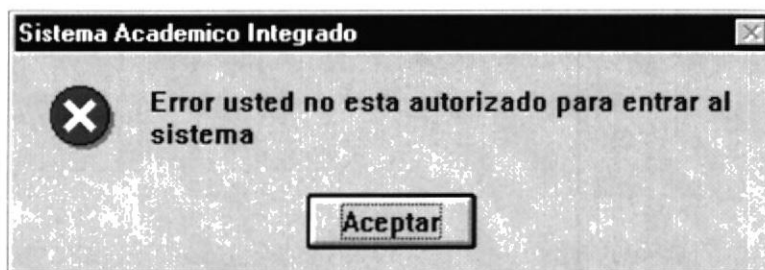 Sistema Academico Integrado
Error usted no esta autorizado para entrar al
sistema
Aceptar